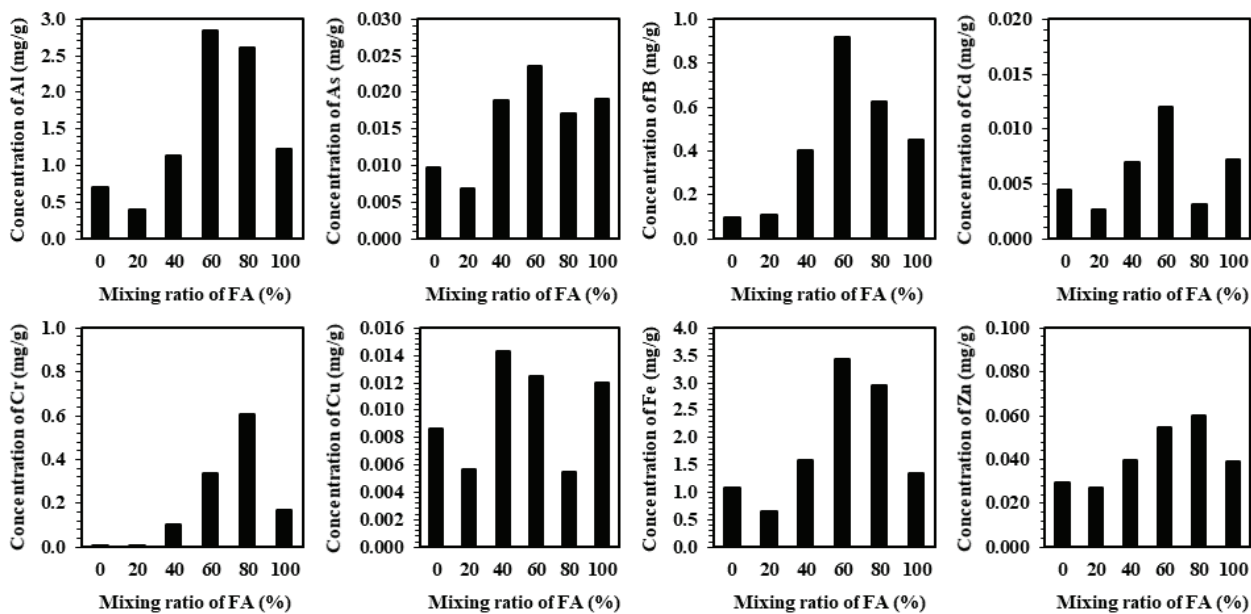 Concentration of Al (mg/g)
3.0
2.5
2.0
1.5
1.0
0.5
0.0
0 20 40 60 80 100
Mixing ratio of FA (%)
Concentration of As (mg/g)
0.030
0.025
0.020
0.015
0.010
0.005
0.000
0 20 40 60 80 100
Mixing ratio of FA (%)
Concentration of B (mg/g)
1.0
0.8
0.6
0.4
0.2
0.0
0 20 40 60 80 100
Mixing ratio of FA (%)
Concentration of Cd (mg/g)
0.020
0.015
0.010
0.005
0.000
0 20 40 60 80 100
Mixing ratio of FA (%)
Concentration of Cr (mg/g)
1.0
0.8
0.6
0.4
0.2
0.0
0 20 40 60 80 100
Mixing ratio of FA (%)
Concentration of Cu (mg/g)
0.016
0.014
0.012
0.010
0.008
0.006
0.004
0.002
0.000
0 20 40 60 80 100
Mixing ratio of FA (%)
Concentration of Fe (mg/g)
4.0
3.5
3.0
2.5
2.0
1.5
1.0
0.5
0.0
0 20 40 60 80 100
Mixing ratio of FA (%)
Concentration of Zn (mg/g)
0.100
0.080
0.060
0.040
0.020
0.000
0 20 40 60 80 100
Mixing ratio of FA (%)